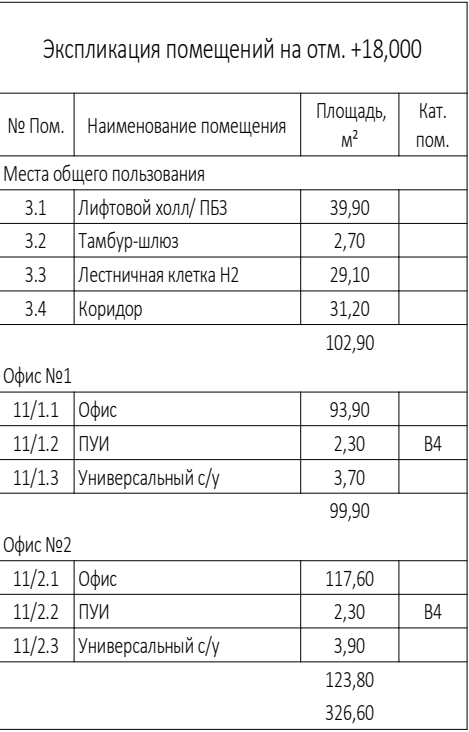 Экспликация помещений на отм. +18,000
№ Пом. Наименование помещения Площадь, м² Кат. пом.
Места общего пользования
3.1 Лифтовой холл/ ПБЗ 39,90
3.2 Тамбур-шлюз 2,70
3.3 Лестничная клетка Н2 29,10
3.4 Коридор 31,20
102,90
Офис №1
11/1.1 Офис 93,90
11/1.2 ПУИ 2,30 В4
11/1.3 Универсальный с/у 3,70
99,90
Офис №2
11/2.1 Офис 117,60
11/2.2 ПУИ 2,30 В4
11/2.3 Универсальный с/у 3,90
123,80
326,60